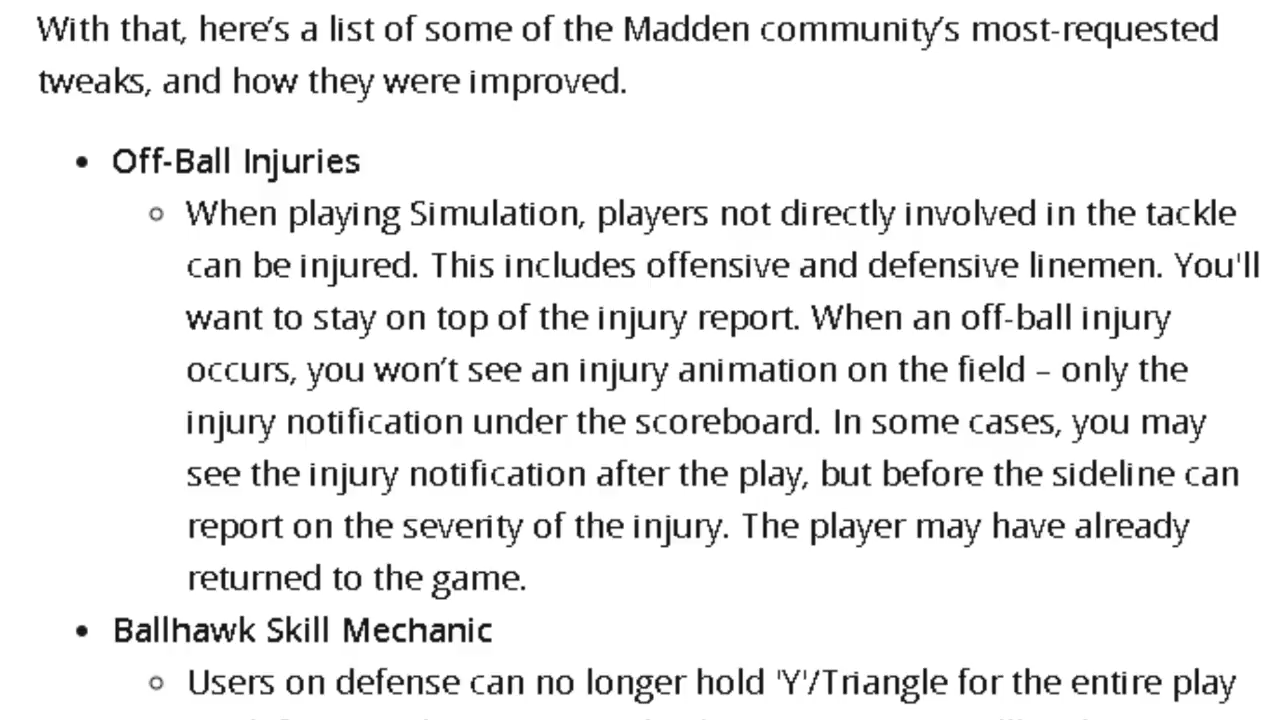 With that, here’s a list of some of the Madden community’s most-requested
tweaks, and how they were improved.
• Off-Ball Injuries
◦ When playing Simulation, players not directly involved in the tackle
can be injured. This includes offensive and defensive linemen. You'll
want to stay on top of the injury report. When an off-ball injury
occurs, you won’t see an injury animation on the field – only the
injury notification under the scoreboard. In some cases, you may
see the injury notification after the play, but before the sideline can
report on the severity of the injury. The player may have already
returned to the game.
• Ballhawk Skill Mechanic
◦ Users on defense can no longer hold 'Y'/Triangle for the entire play